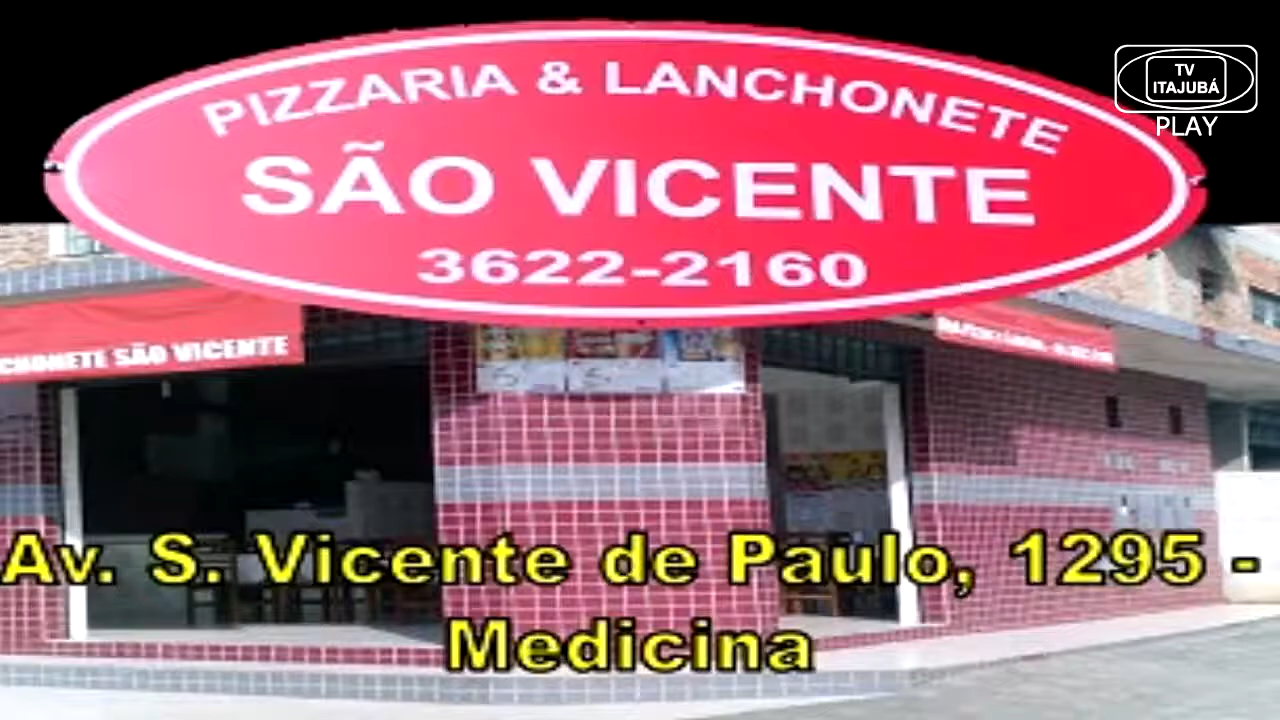 TV
ITAJUBÁ
PLAY
PIZZARIA & LANCHONETE
SÃO VICENTE
3622-2160
CHONETE SÃO VICENTE
Av. S. Vicente de Paulo, 1295 -
Medicina